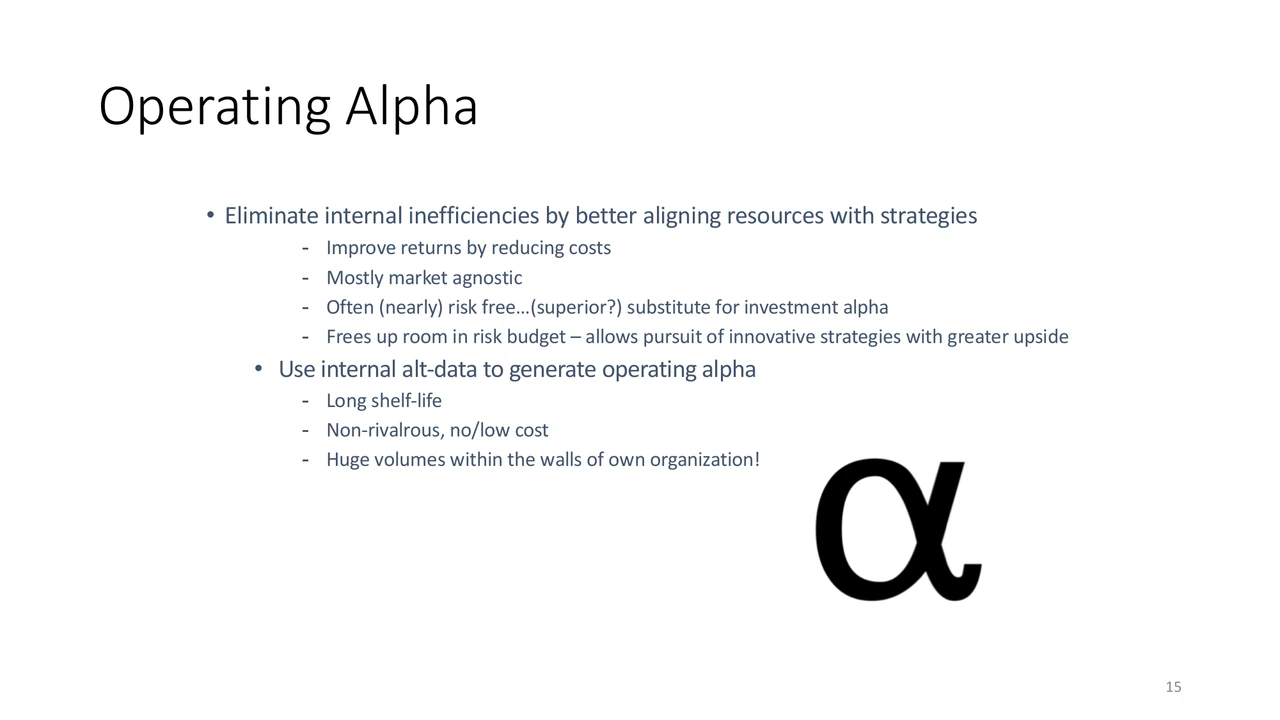 Operating Alpha
• Eliminate internal inefficiencies by better aligning resources with strategies
- Improve returns by reducing costs
- Mostly market agnostic
- Often (nearly) risk free…(superior?) substitute for investment alpha
- Frees up room in risk budget – allows pursuit of innovative strategies with greater upside
• Use internal alt-data to generate operating alpha
- Long shelf-life
- Non-rivalrous, no/low cost
- Huge volumes within the walls of own organization!
α
15